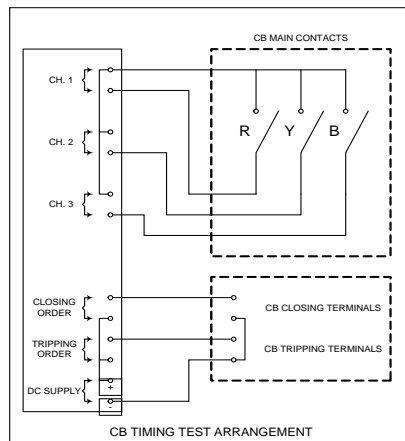 CB MAIN CONTACTS
CH. 1
R Y B
CH. 2
CH. 3
CLOSING
ORDER
CB CLOSING TERMINALS
TRIPPING
ORDER
CB TRIPPING TERMINALS
DC SUPPLY
+
-
CB TIMING TEST ARRANGEMENT